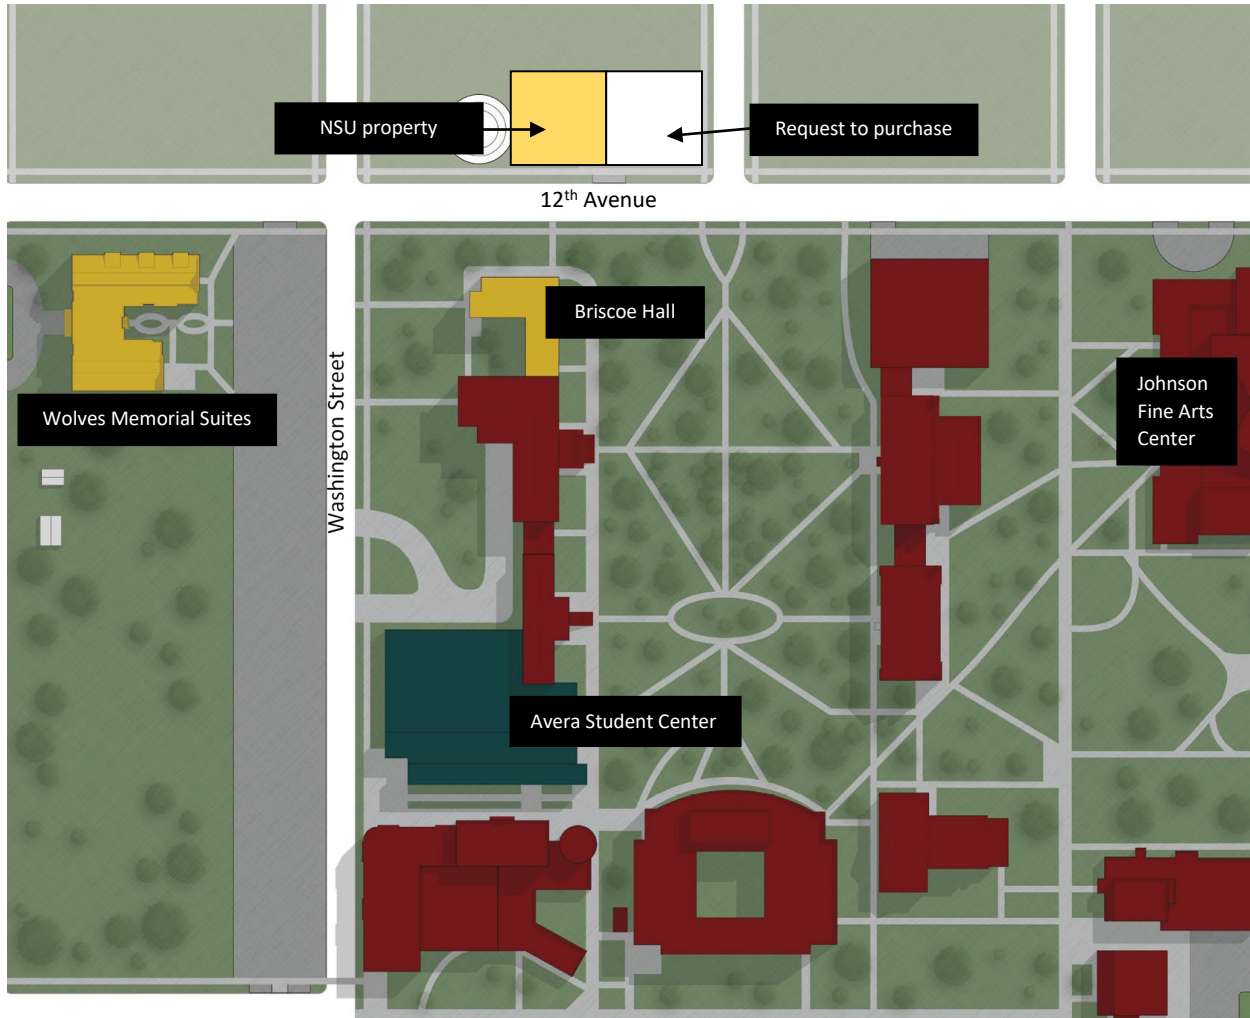 NSU property
Request to purchase
12th Avenue
Briscoe Hall
Wolves Memorial Suites
Washington Street
Johnson
Fine Arts
Center
Avera Student Center